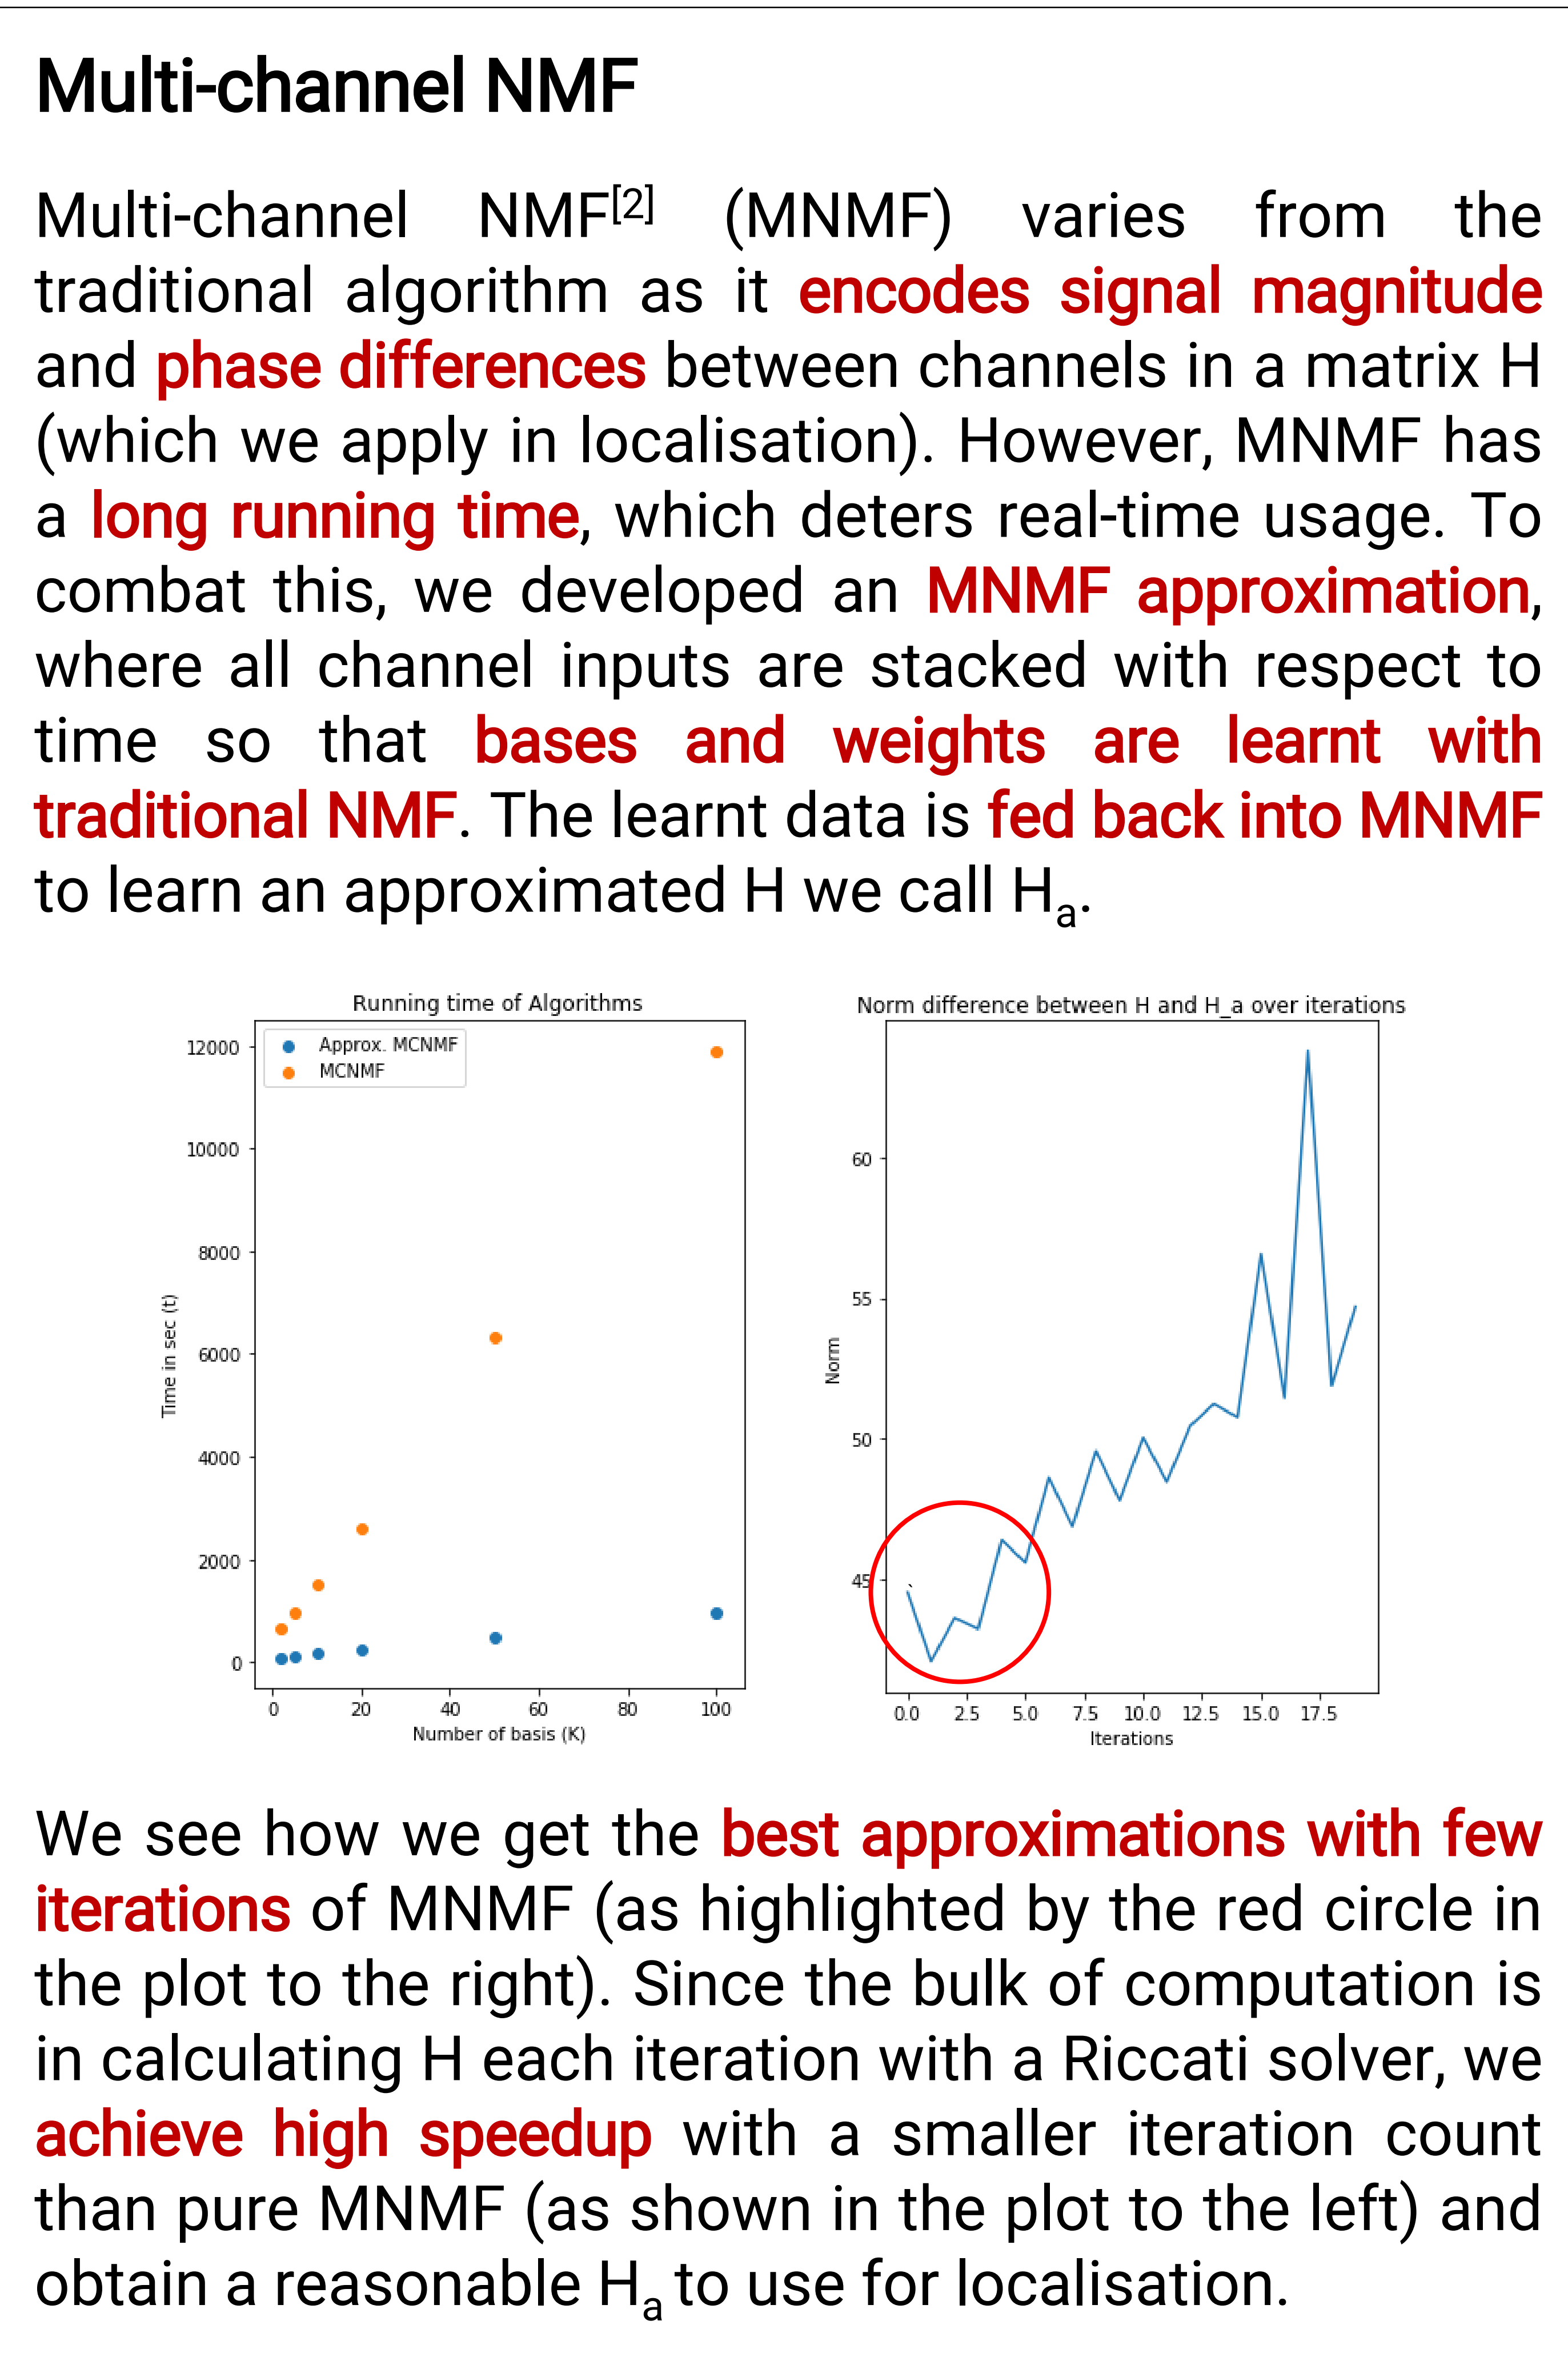 Multi-channel NMF
Multi-channel NMF[2] (MNMF) varies from the
traditional algorithm as it encodes signal magnitude
and phase differences between channels in a matrix H
(which we apply in localisation). However, MNMF has
a long running time, which deters real-time usage. To
combat this, we developed an MNMF approximation,
where all channel inputs are stacked with respect to
time so that bases and weights are learnt with
traditional NMF. The learnt data is fed back into MNMF
to learn an approximated H we call Ha.
Running time of Algorithms
Approx. MCNMF
MCNMF
12000
10000
8000
6000
4000
2000
0
Time in sec (t)
0 20 40 60 80 100
Number of basis (K)
Norm difference between H and H_a over iterations
60
55
50
45
Norm
0.0 2.5 5.0 7.5 10.0 12.5 15.0 17.5
Iterations
We see how we get the best approximations with few
iterations of MNMF (as highlighted by the red circle in
the plot to the right). Since the bulk of computation is
in calculating H each iteration with a Riccati solver, we
achieve high speedup with a smaller iteration count
than pure MNMF (as shown in the plot to the left) and
obtain a reasonable Ha to use for localisation.